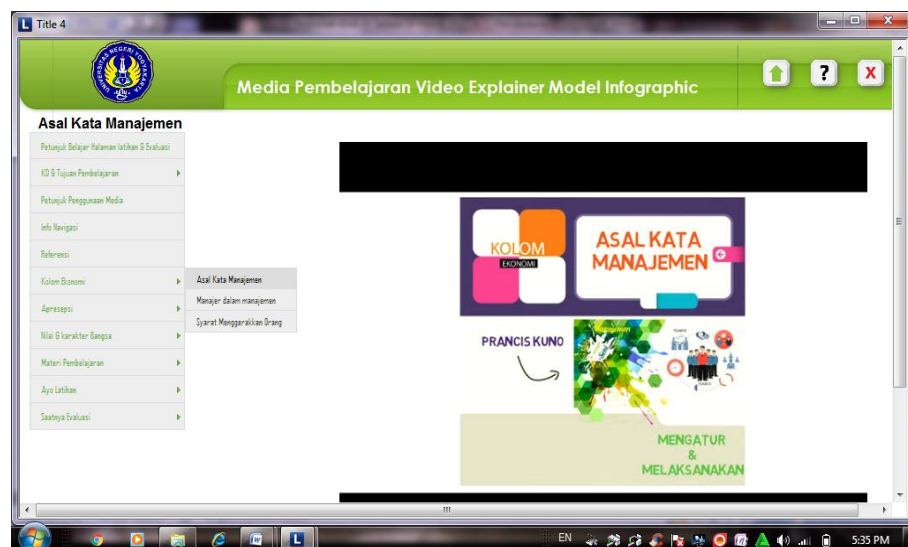 Title 4
UNIVERSITAS NEGERI YOGYAKARTA
Media Pembelajaran Video Explainer Model Infographic
?
X
Asal Kata Manajemen
Petunjuk Belajar Halaman latihan & Evaluasi
KD & Tujuan Pembelajaran
Petunjuk Penggunaan Media
Info Navigasi
Referensi
Kolom Ekonomi
Apresepsi
Nilai & karakter Bangsa
Materi Pembelajaran
Ayo Latihan
Saatnya Evaluasi
Asal Kata Manajemen
Manajer dalam manajemen
Syarat Menggerakkan Orang
KOLOM
EKONOMI
ASAL KATA
MANAJEMEN
PRANCIS KUNO
MENGATUR
&
MELAKSANAKAN
EN
5:35 PM